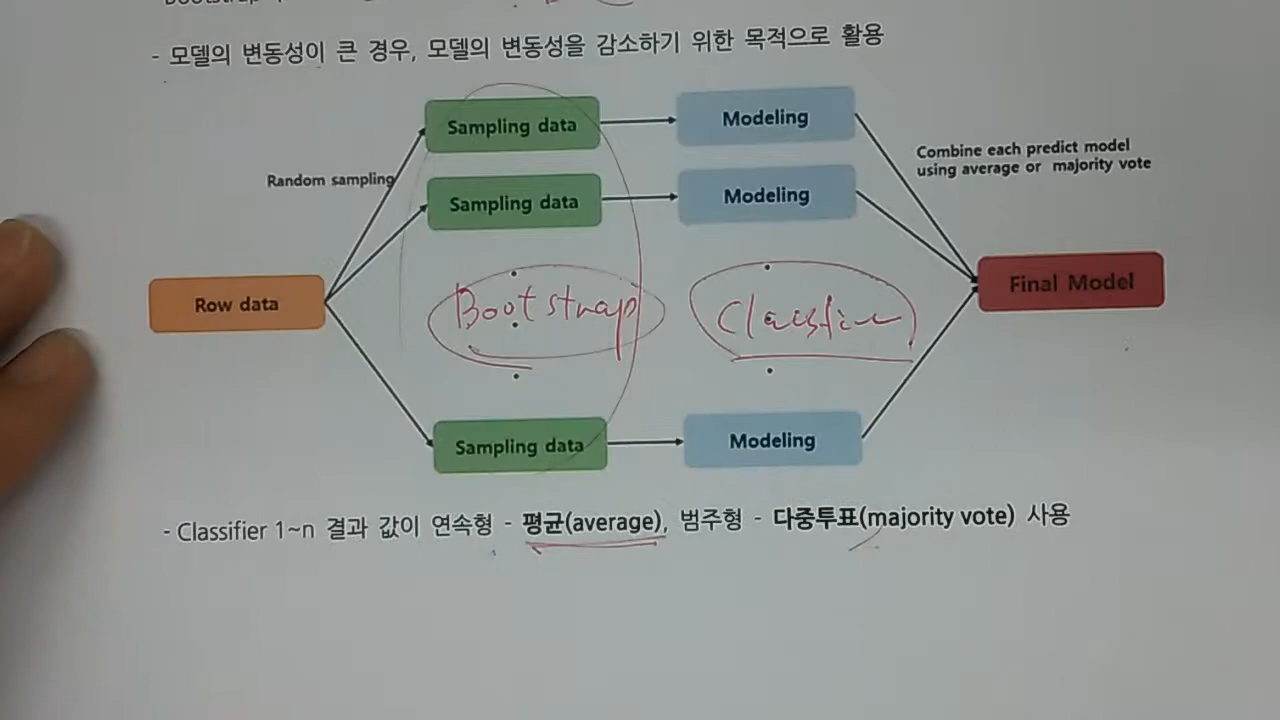 - 모델의 변동성이 큰 경우, 모델의 변동성을 감소하기 위한 목적으로 활용
Sampling data
Modeling
Combine each predict model
using average or majority vote
Random sampling
Sampling data
Modeling
Row data
Bootstrap
Final Model
Sampling data
Modeling
- Classifier 1~n 결과 값이 연속형 - 평균(average), 범주형 - 다중투표(majority vote) 사용